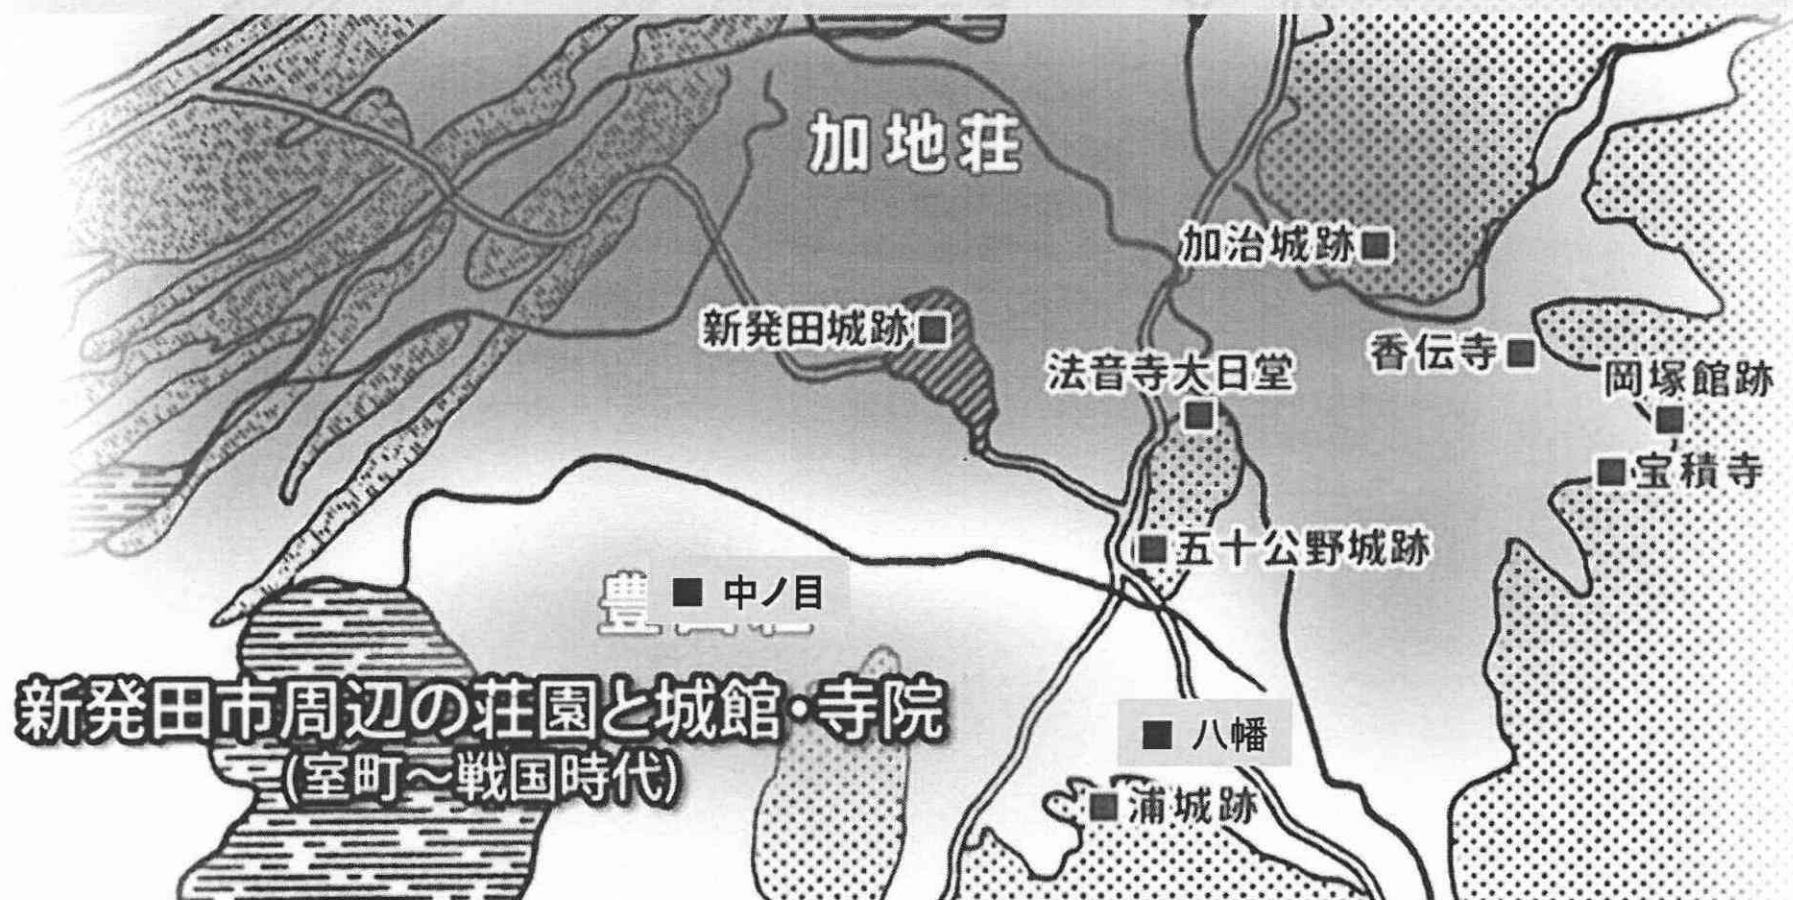 加地荘
加治城跡
新発田城跡
法音寺大日堂
香伝寺
岡塚館跡
宝積寺
五十公野城跡
中ノ目
豊
新発田市周辺の荘園と城館・寺院
(室町～戦国時代)
八幡
浦城跡